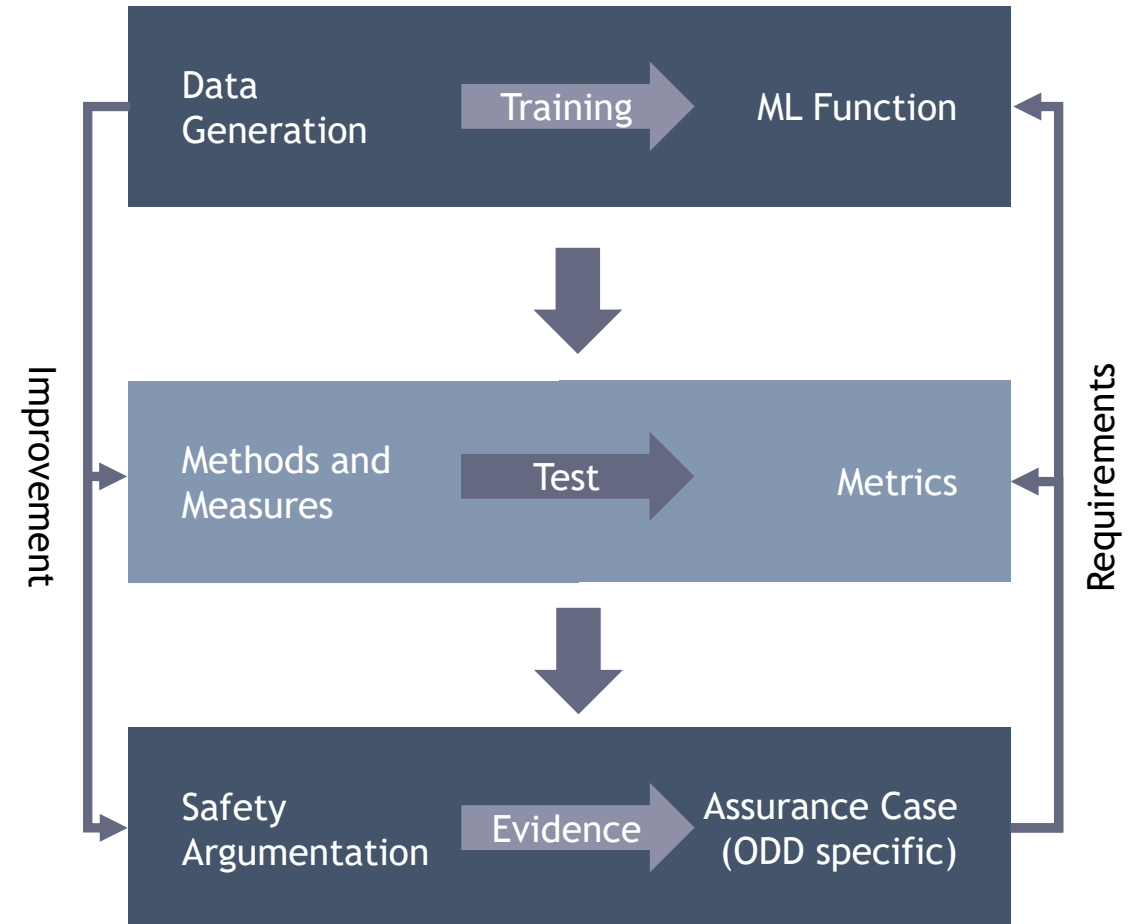 Data
Generation
Training
ML Function
Improvement
Methods and
Measures
Test
Metrics
Requirements
Safety
Argumentation
Evidence
Assurance Case
(ODD specific)